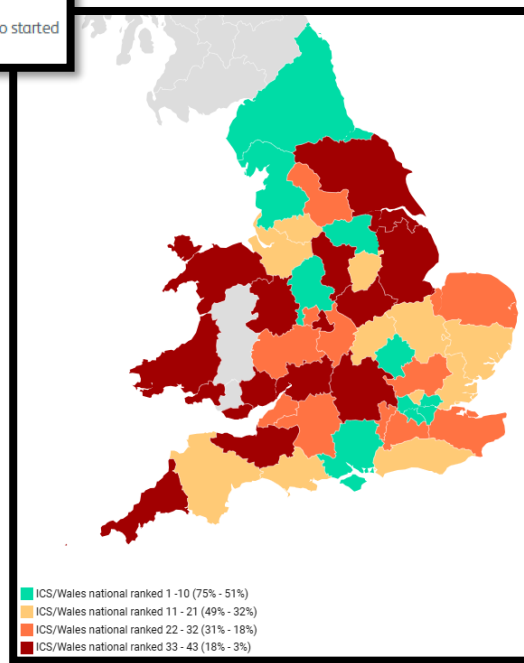 o started
ICS/Wales national ranked 1 -10 (75% - 51%)
ICS/Wales national ranked 11 - 21 (49% - 32%)
ICS/Wales national ranked 22 - 32 (31% - 18%)
ICS/Wales national ranked 33 - 43 (18% - 3%)